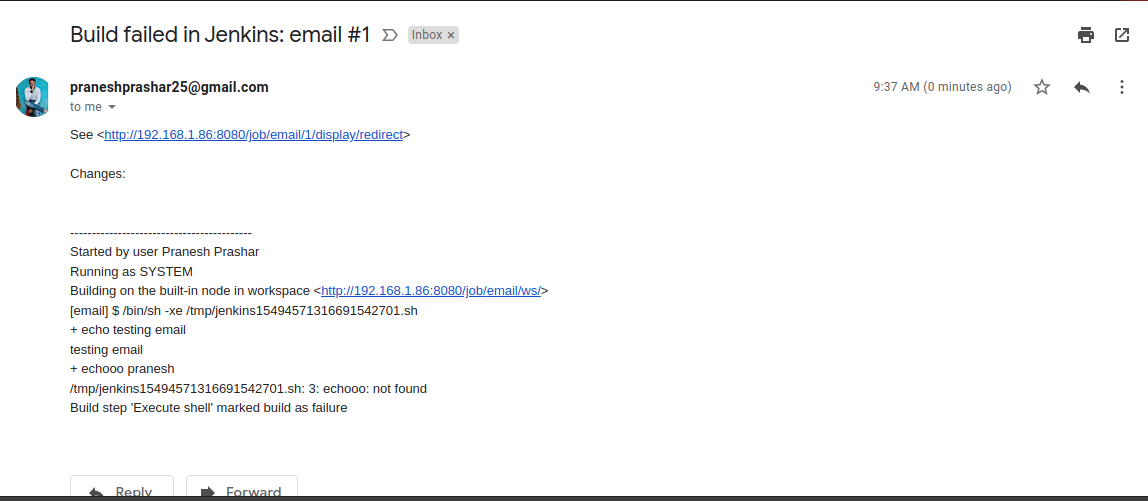 Build failed in Jenkins: email #1 Inbox ×
praneshprashar25@gmail.com 9:37 AM (0 minutes ago)
to me
See <http://192.168.1.86:8080/job/email/1/display/redirect>
Changes:
------------------------------------------
Started by user Pranesh Prashar
Running as SYSTEM
Building on the built-in node in workspace <http://192.168.1.86:8080/job/email/ws/>
[email] $ /bin/sh -xe /tmp/jenkins15494571316691542701.sh
+ echo testing email
testing email
+ echooo pranesh
/tmp/jenkins15494571316691542701.sh: 3: echooo: not found
Build step 'Execute shell' marked build as failure
Reply Forward